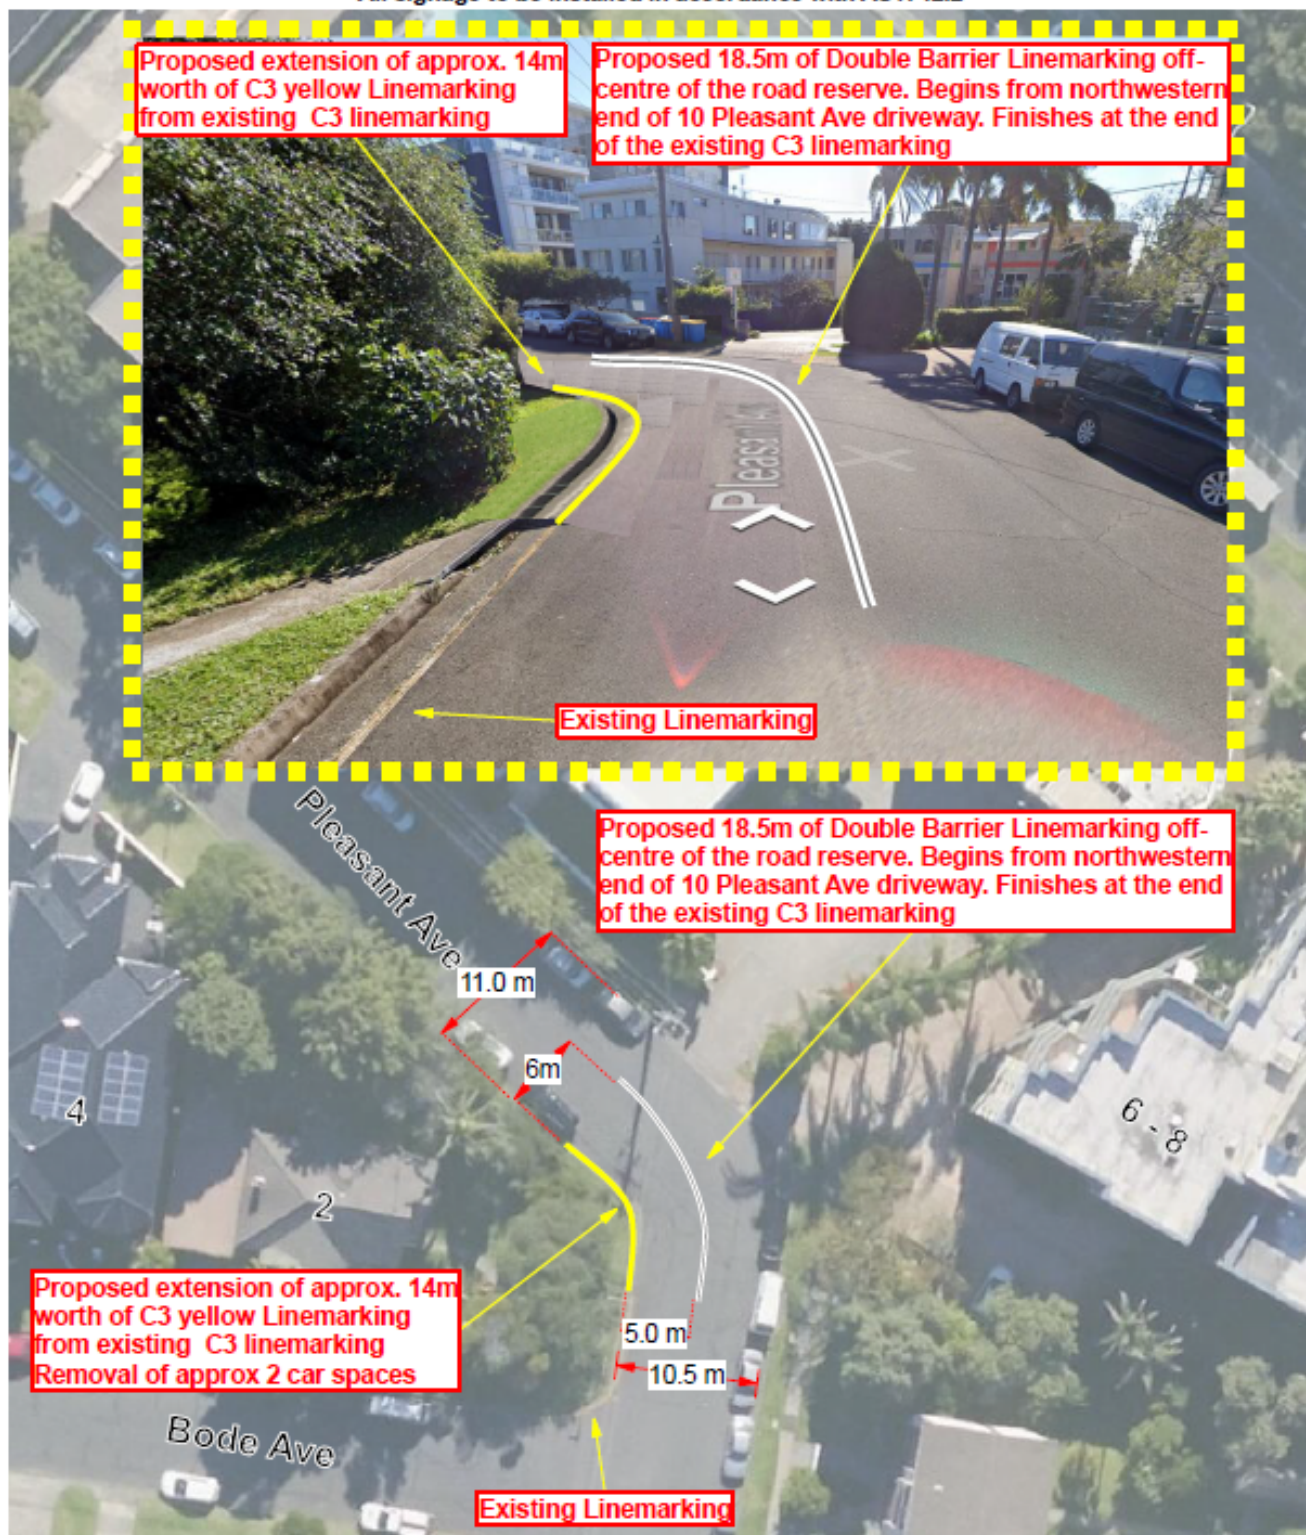 Proposed extension of approx. 14m
worth of C3 yellow Linemarking
from existing C3 linemarking
Proposed 18.5m of Double Barrier Linemarking off-
centre of the road reserve. Begins from northwestern
end of 10 Pleasant Ave driveway. Finishes at the end
of the existing C3 linemarking
Pleasant Av
Existing Linemarking
Pleasant Ave
Proposed 18.5m of Double Barrier Linemarking off-
centre of the road reserve. Begins from northwestern
end of 10 Pleasant Ave driveway. Finishes at the end
of the existing C3 linemarking
11.0 m
6m
4
6 - 8
2
Proposed extension of approx. 14m
worth of C3 yellow Linemarking
from existing C3 linemarking
Removal of approx 2 car spaces
5.0 m
10.5 m
Bode Ave
Existing Linemarking